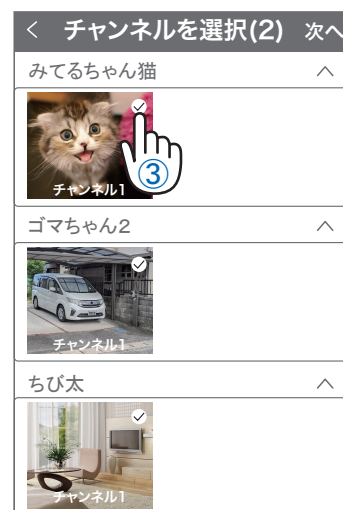 チャンネルを選択(2) 次へ
みてるちゃん猫
チャンネル1
③
ゴマちゃん2
チャンネル1
ちび太
チャンネル1